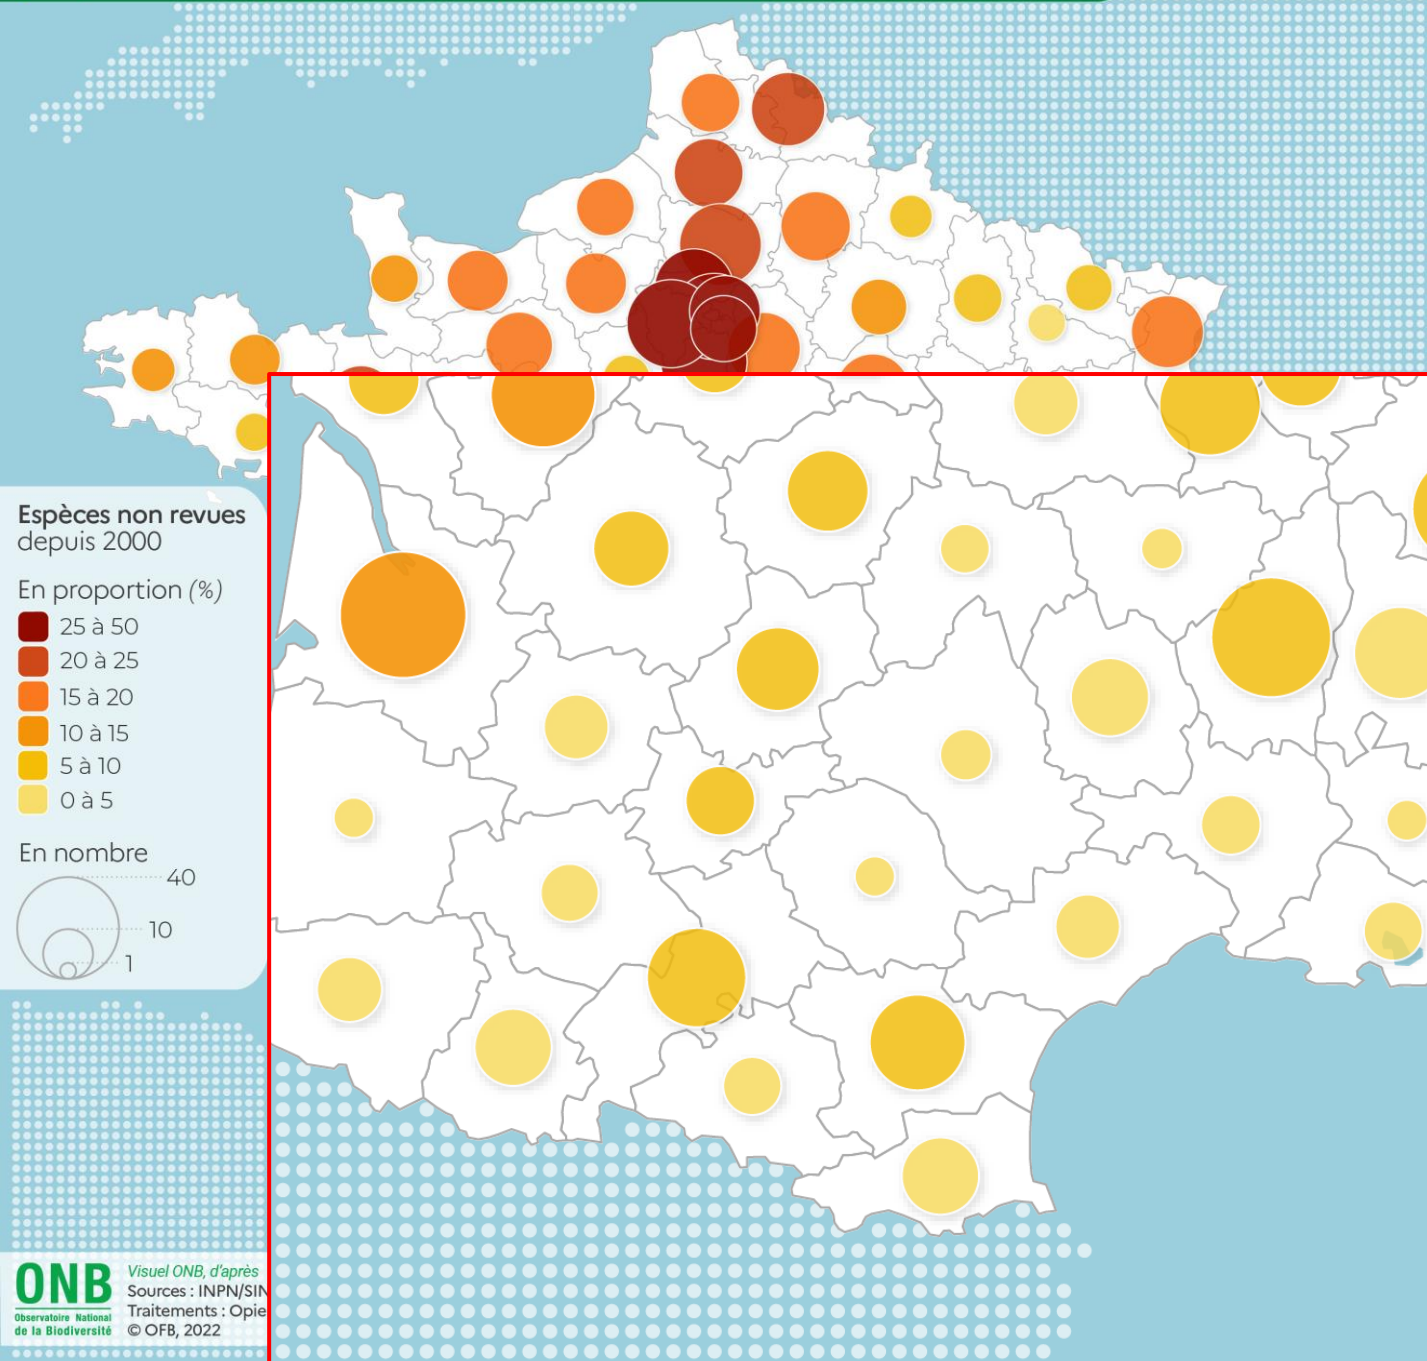 Espèces non revues
depuis 2000
En proportion (%)
25 à 50
20 à 25
15 à 20
10 à 15
5 à 10
0 à 5
En nombre
40
10
1
ONB
Observatoire National
de la Biodiversité
Visuel ONB, d'après
Sources : INPN/SIN
Traitements : Opie
© OFB, 2022